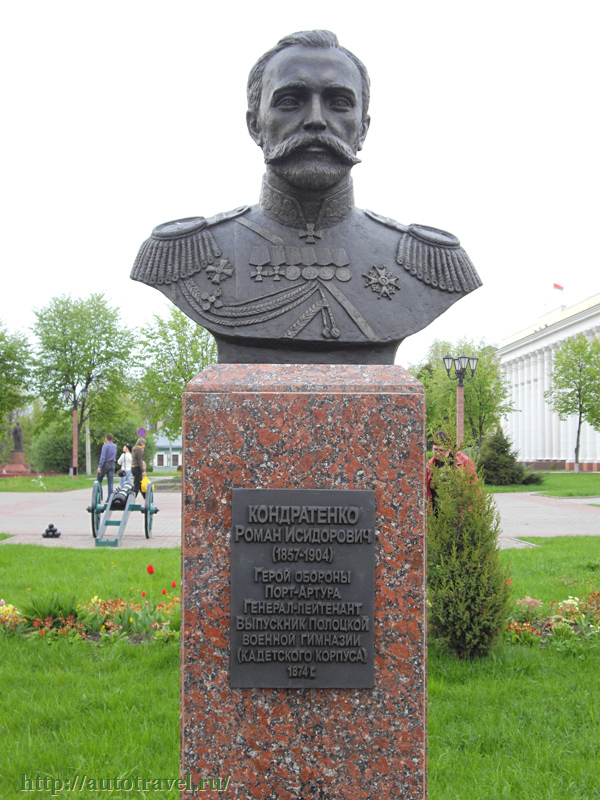 КОНДРАТЕНКО
РОМАН ИСИДОРОВИЧ
(1857-1904)
ГЕРОЙ ОБОРОНЫ
ПОРТ-АРТУРА
ГЕНЕРАЛ-ЛЕЙТЕНАНТ
ВЫПУСКНИК ПОЛОЦКОЙ
ВОЕННОЙ ГИМНАЗИИ
(КАДЕТСКОГО КОРПУСА)
1874 Г.
http://autotravel.ru/